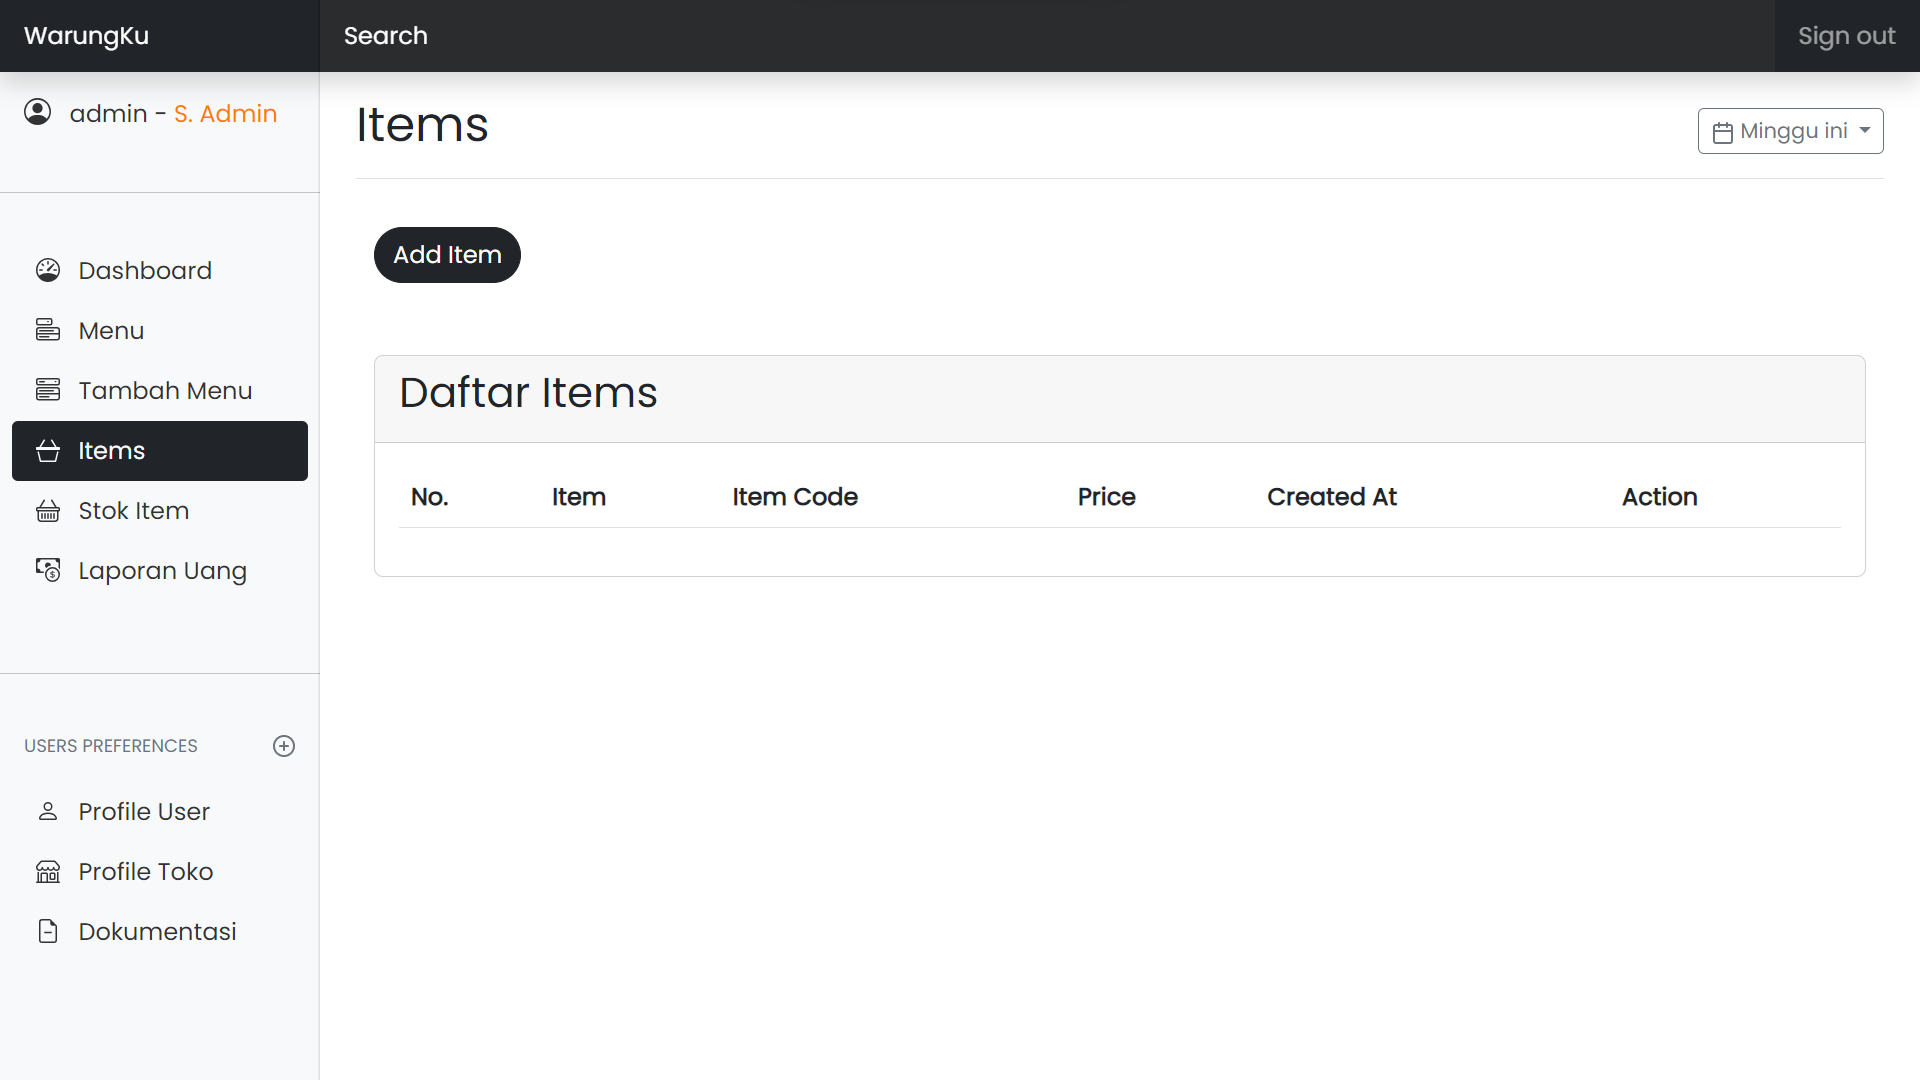 WarungKu
Search
Sign out
admin - S. Admin
Dashboard
Menu
Tambah Menu
Items
Stok Item
Laporan Uang
USERS PREFERENCES
Profile User
Profile Toko
Dokumentasi
Items
Minggu ini
Add Item
Daftar Items
No. Item Item Code Price Created At Action